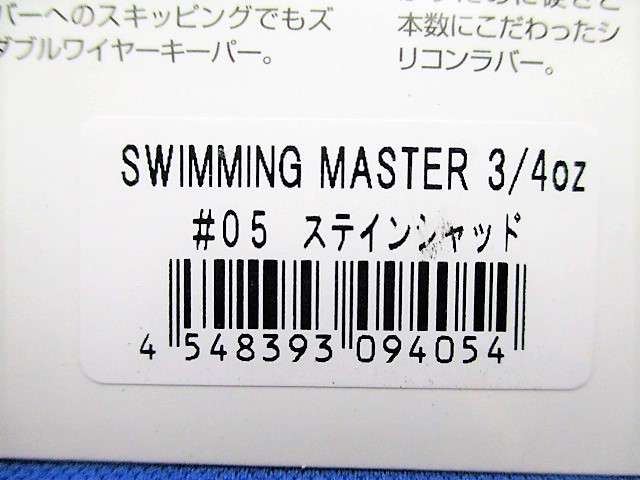 バーへのスキッピングでもズ
ダブルワイヤーキーパー。
本数にこだわったシ
リコンラバー。
SWIMMING MASTER 3/4oz
#05 ステインシャッド
4 548393 094054